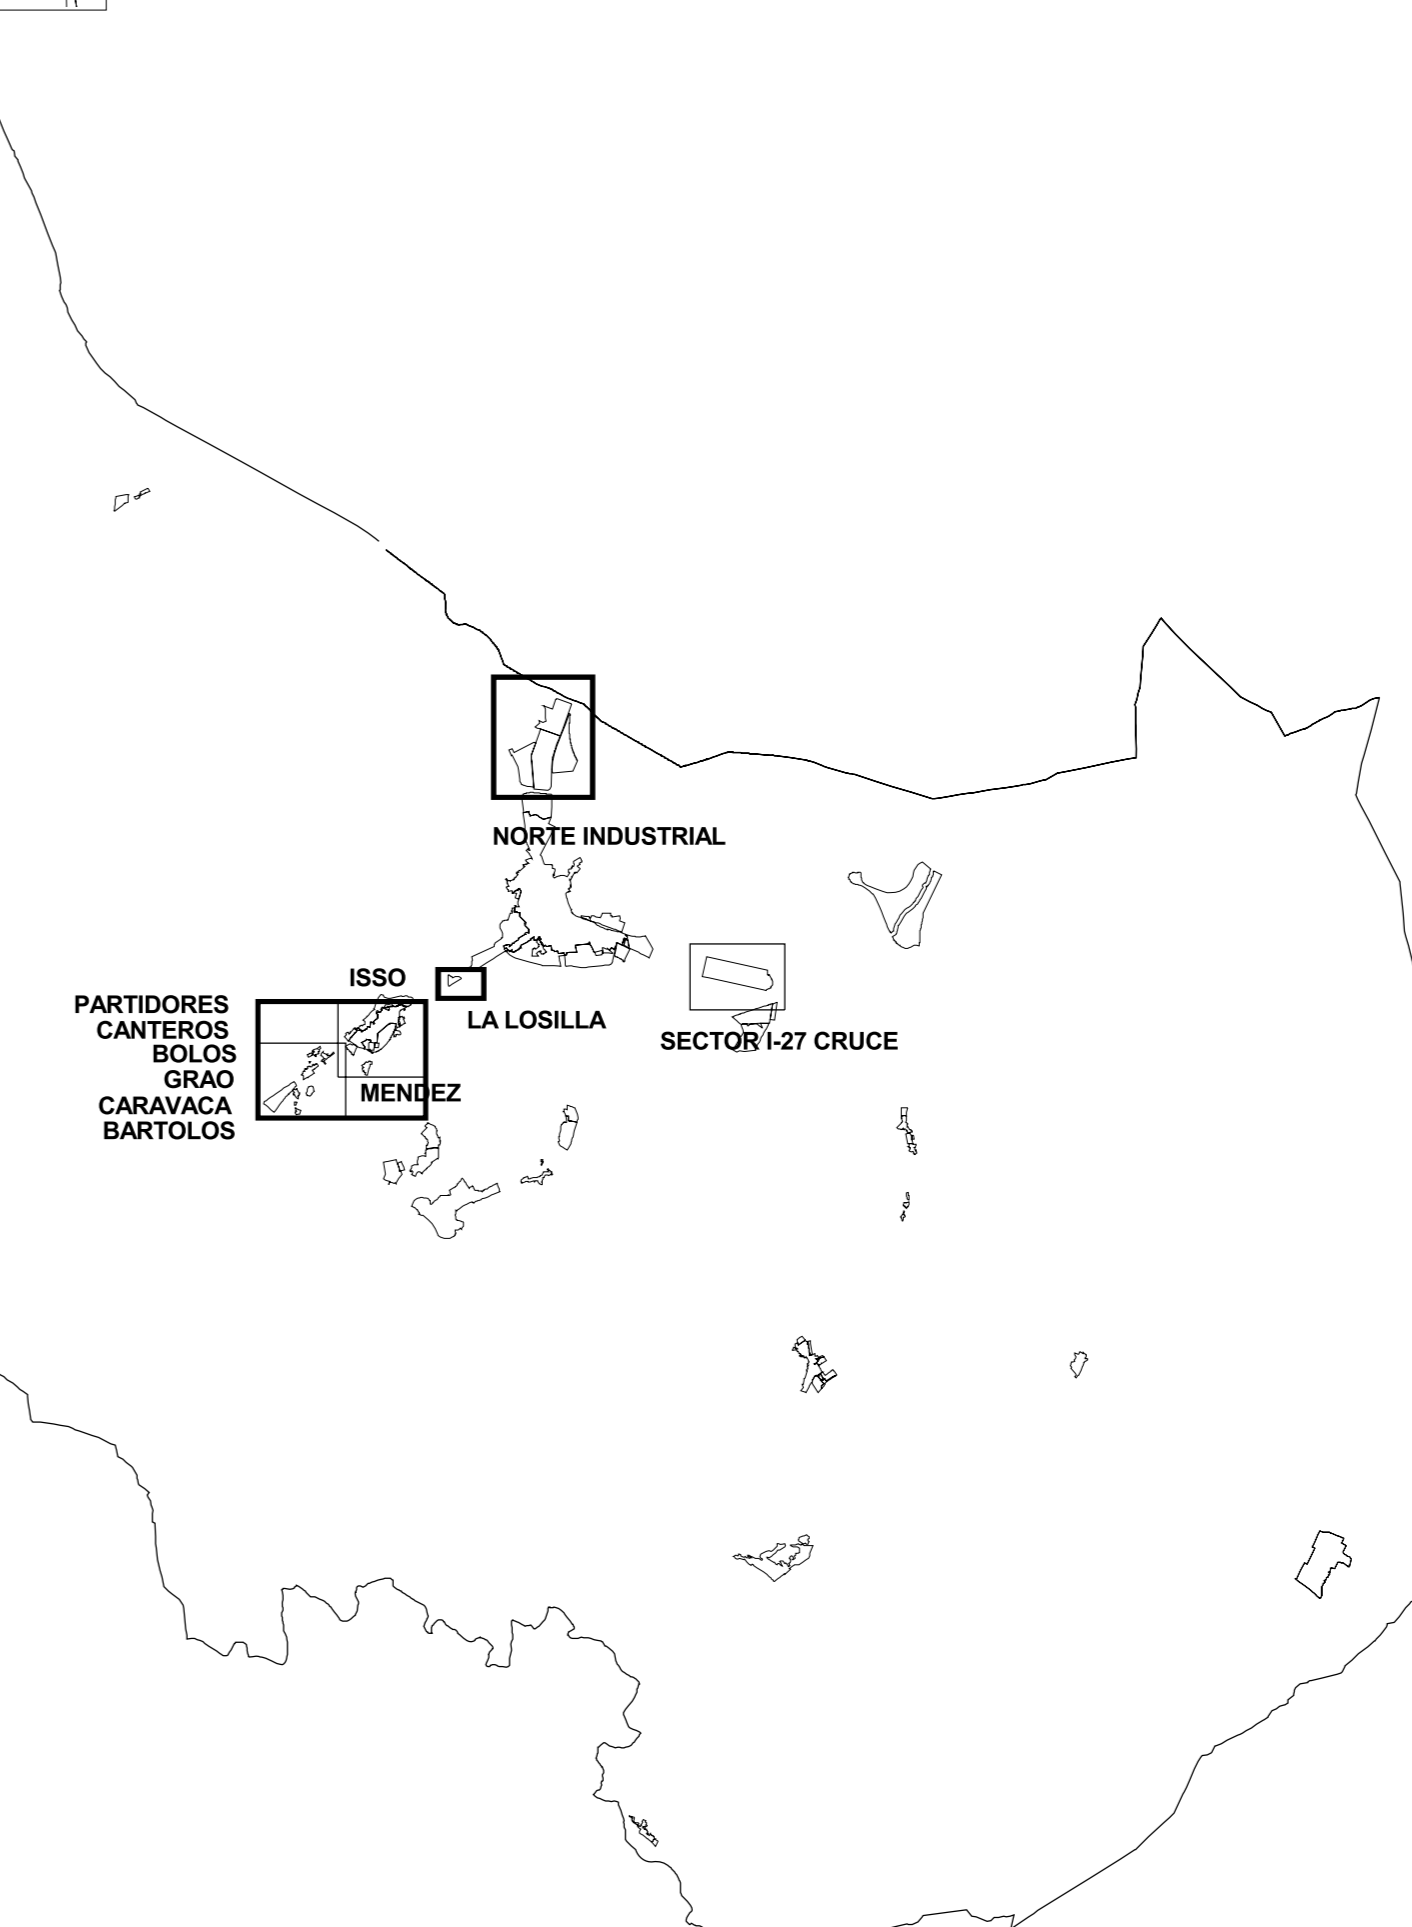 NORTE INDUSTRIAL
ISSO
PARTIDORES
CANTEROS
BOLOS
GRAO
CARAVACA
BARTOLOS
MENDEZ
LA LOSILLA
SECTOR I-27 CRUCE